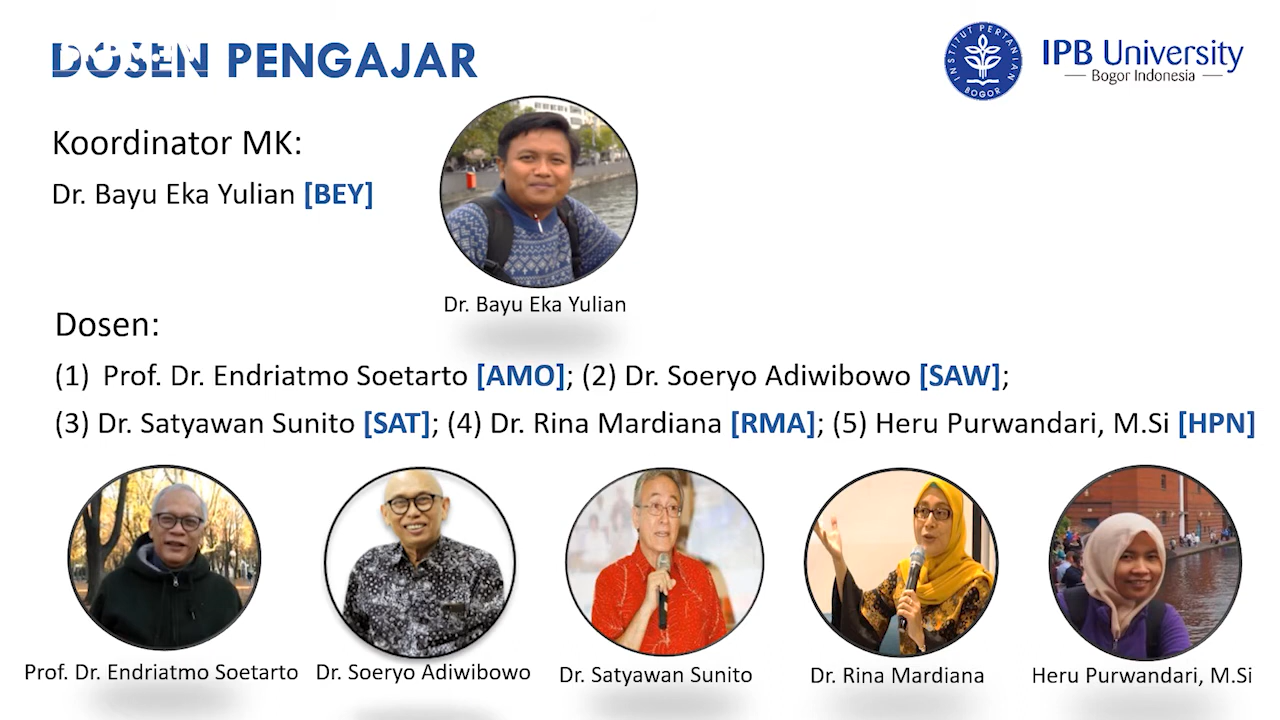 DOSEN PENGAJAR
INSTITUT PERTANIAN
BOGOR
IPB University
Bogor Indonesia
Koordinator MK:
Dr. Bayu Eka Yulian [BEY]
Dr. Bayu Eka Yulian
Dosen:
(1) Prof. Dr. Endriatmo Soetarto [AMO]; (2) Dr. Soeryo Adiwibowo [SAW];
(3) Dr. Satyawan Sunito [SAT]; (4) Dr. Rina Mardiana [RMA]; (5) Heru Purwandari, M.Si [HPN]
Prof. Dr. Endriatmo Soetarto
Dr. Soeryo Adiwibowo
Dr. Satyawan Sunito
Dr. Rina Mardiana
Heru Purwandari, M.Si